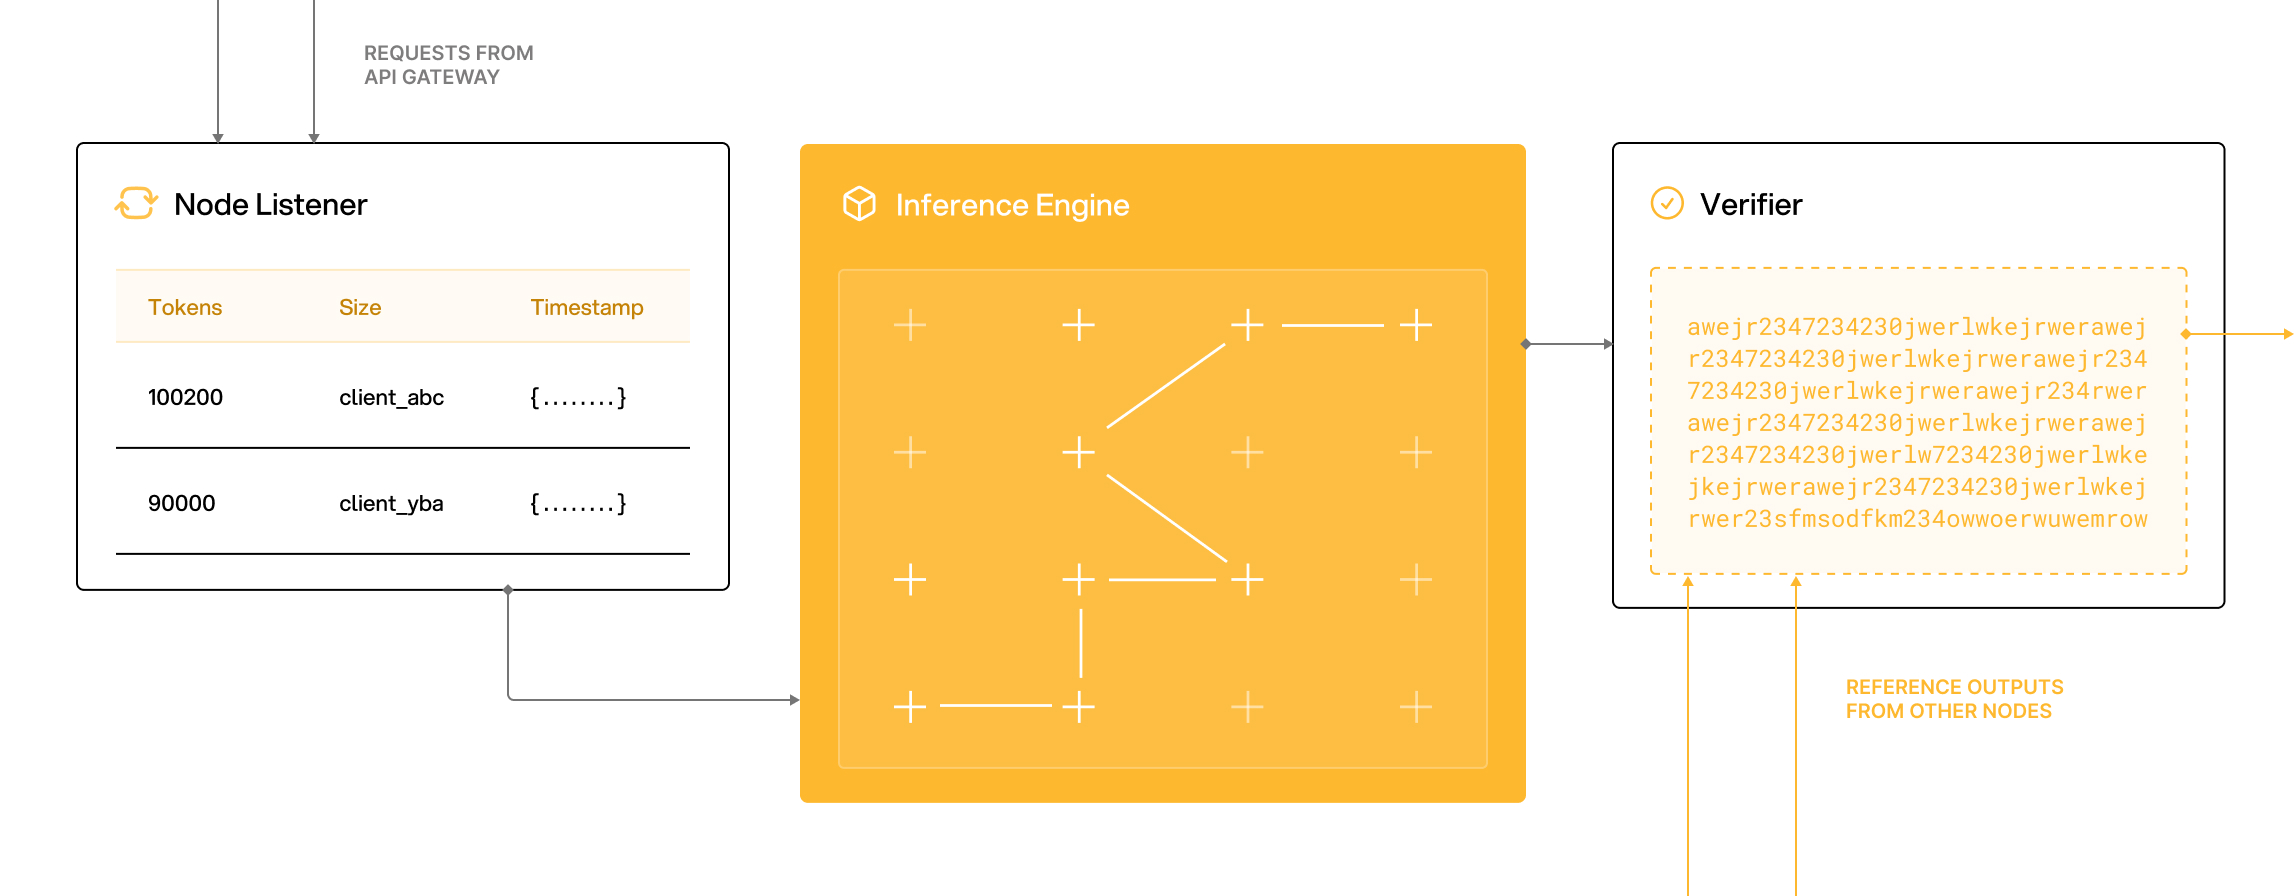 REQUESTS FROM
API GATEWAY
Node Listener
Tokens Size Timestamp
100200 client_abc {........}
90000 client_yba {........}
Inference Engine
Verifier
awejr2347234230jwerlwkejrwerawej
r2347234230jwerlwkejrwerawejr234
7234230jwerlwkejrwerawejr234rwer
awejr2347234230jwerlwkejrwerawej
r2347234230jwerlw7234230jwerlwke
jkejrwerawejr2347234230jwerlwkej
rwer23sfmsodfkm234owwoerwuwemrow
REFERENCE OUTPUTS
FROM OTHER NODES